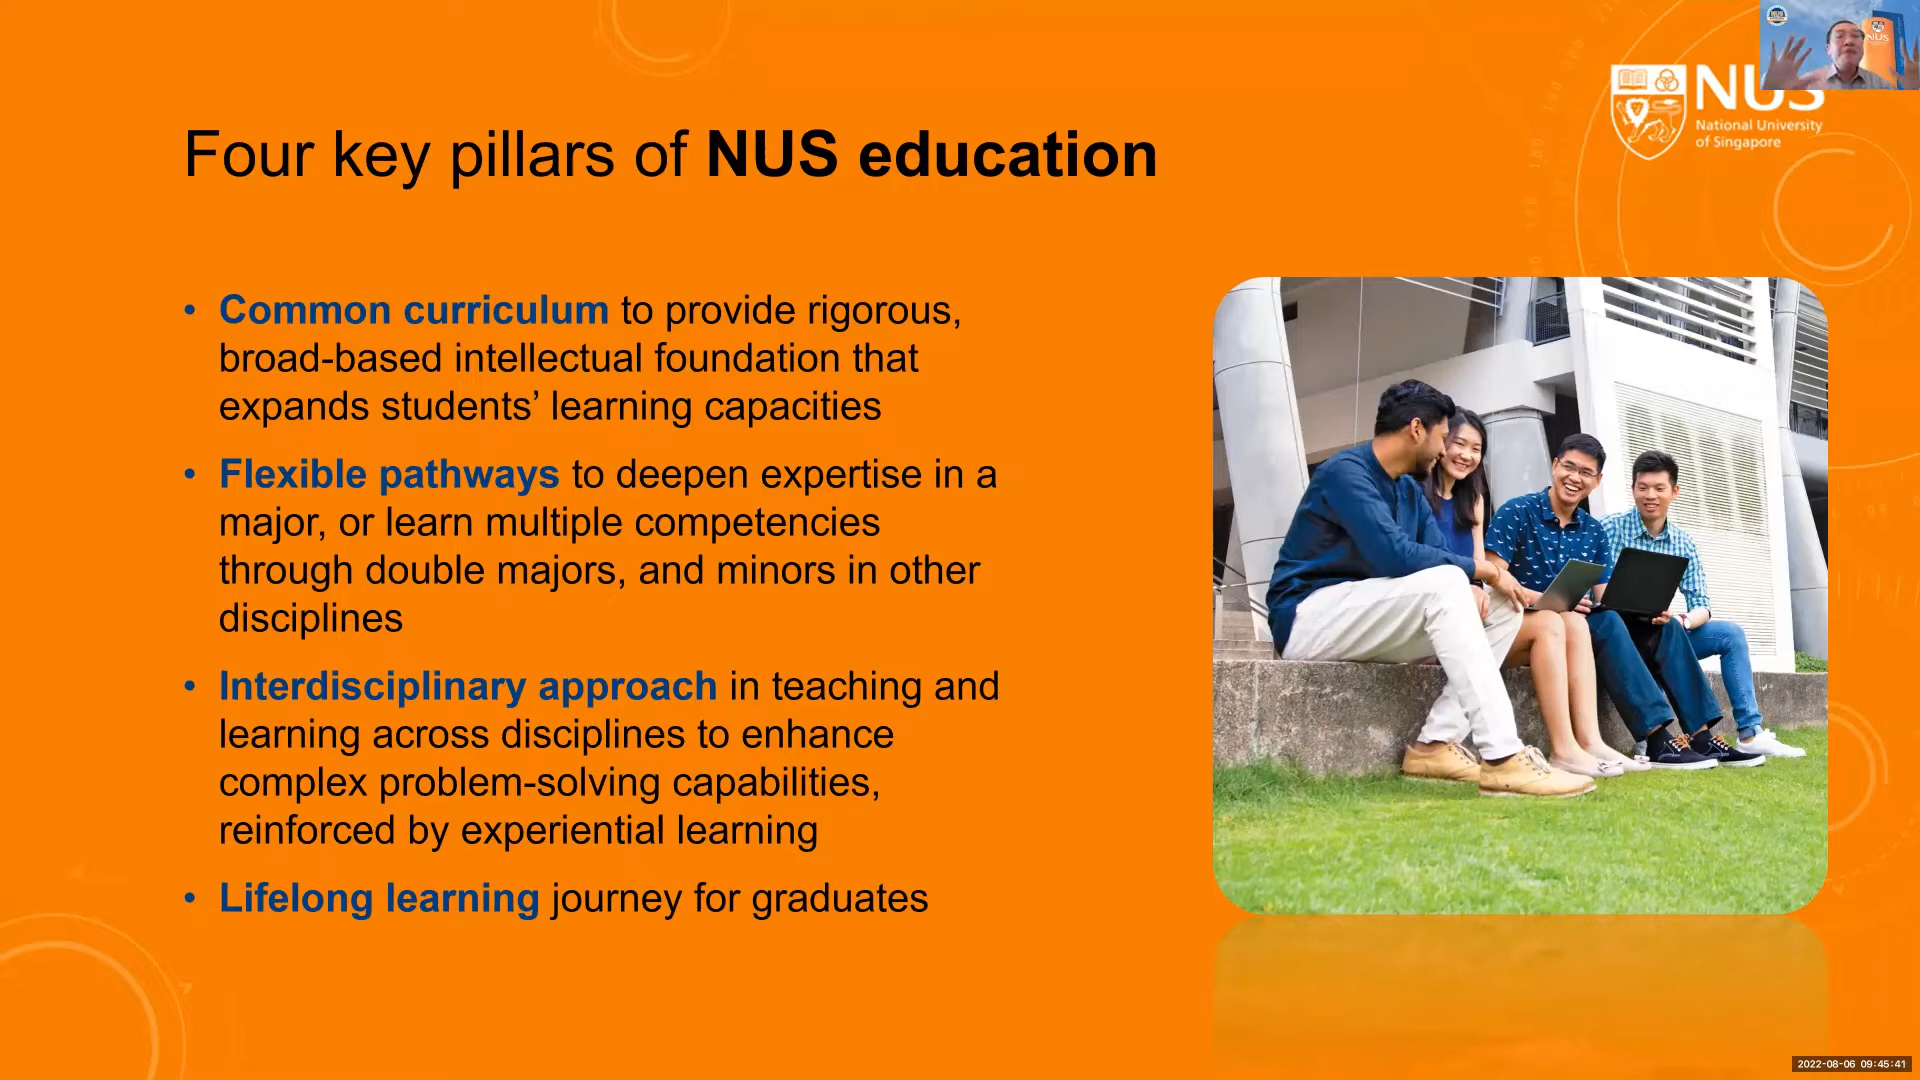 Four key pillars of NUS education
NUS
National University
of Singapore
NUS
• Common curriculum to provide rigorous,
broad-based intellectual foundation that
expands students’ learning capacities
• Flexible pathways to deepen expertise in a
major, or learn multiple competencies
through double majors, and minors in other
disciplines
• Interdisciplinary approach in teaching and
learning across disciplines to enhance
complex problem-solving capabilities,
reinforced by experiential learning
• Lifelong learning journey for graduates
2022-08-06 09:45:41